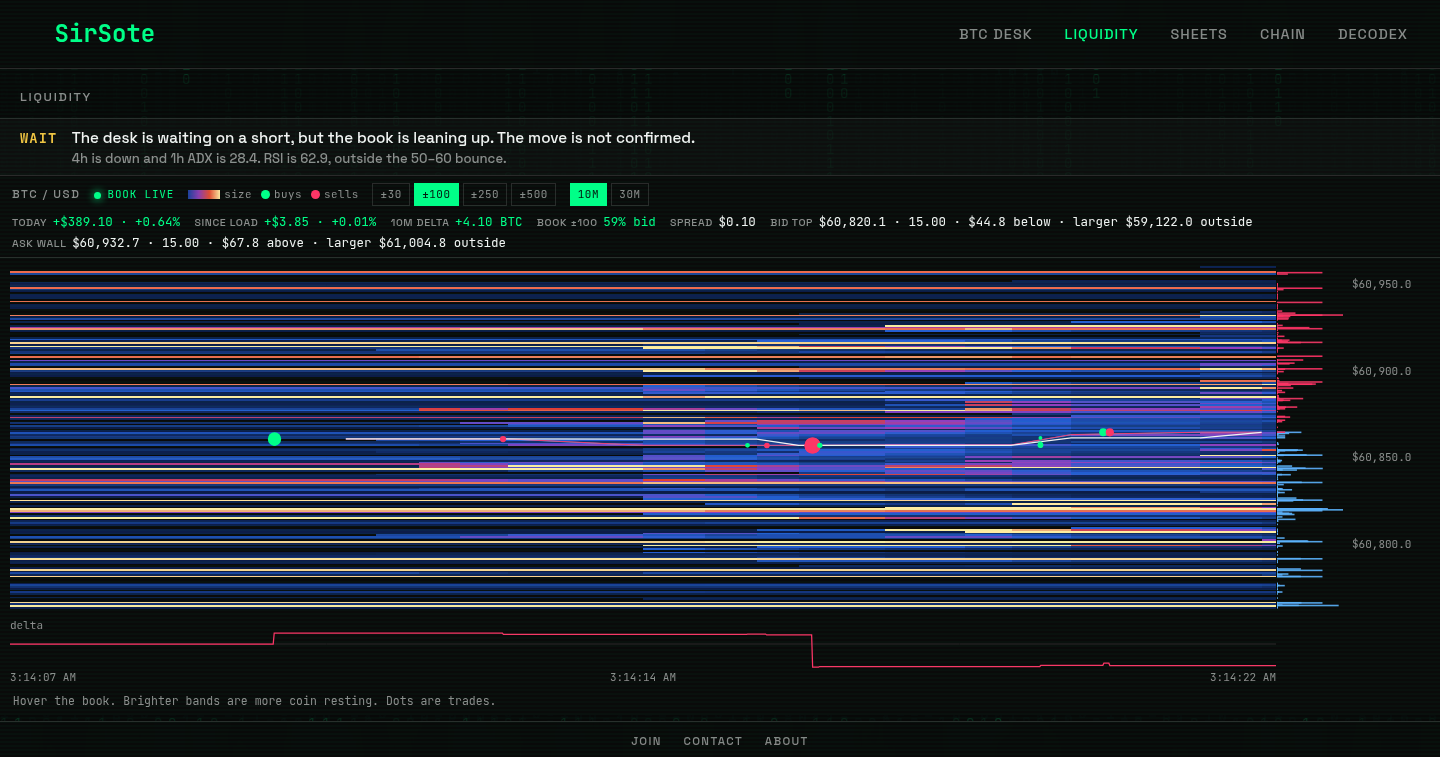 SirSote
BTC DESK LIQUIDITY SHEETS CHAIN DECODEX
LIQUIDITY
WAIT The desk is waiting on a short, but the book is leaning up. The move is not confirmed.
4h is down and 1h ADX is 28.4. RSI is 62.9, outside the 50–60 bounce.
BTC / USD BOOK LIVE size buys sells ±30 ±100 ±250 ±500 10M 30M
TODAY +$389.10 · +0.64% SINCE LOAD +$3.85 · +0.01% 10M DELTA +4.10 BTC BOOK ±100 59% bid SPREAD $0.10 BID TOP $60,820.1 · 15.00 · $44.8 below · larger $59,122.0 outside
ASK WALL $60,932.7 · 15.00 · $67.8 above · larger $61,004.8 outside
$60,950.0
$60,900.0
$60,850.0
$60,800.0
delta
3:14:07 AM 3:14:14 AM 3:14:22 AM
Hover the book. Brighter bands are more coin resting. Dots are trades.
JOIN CONTACT ABOUT